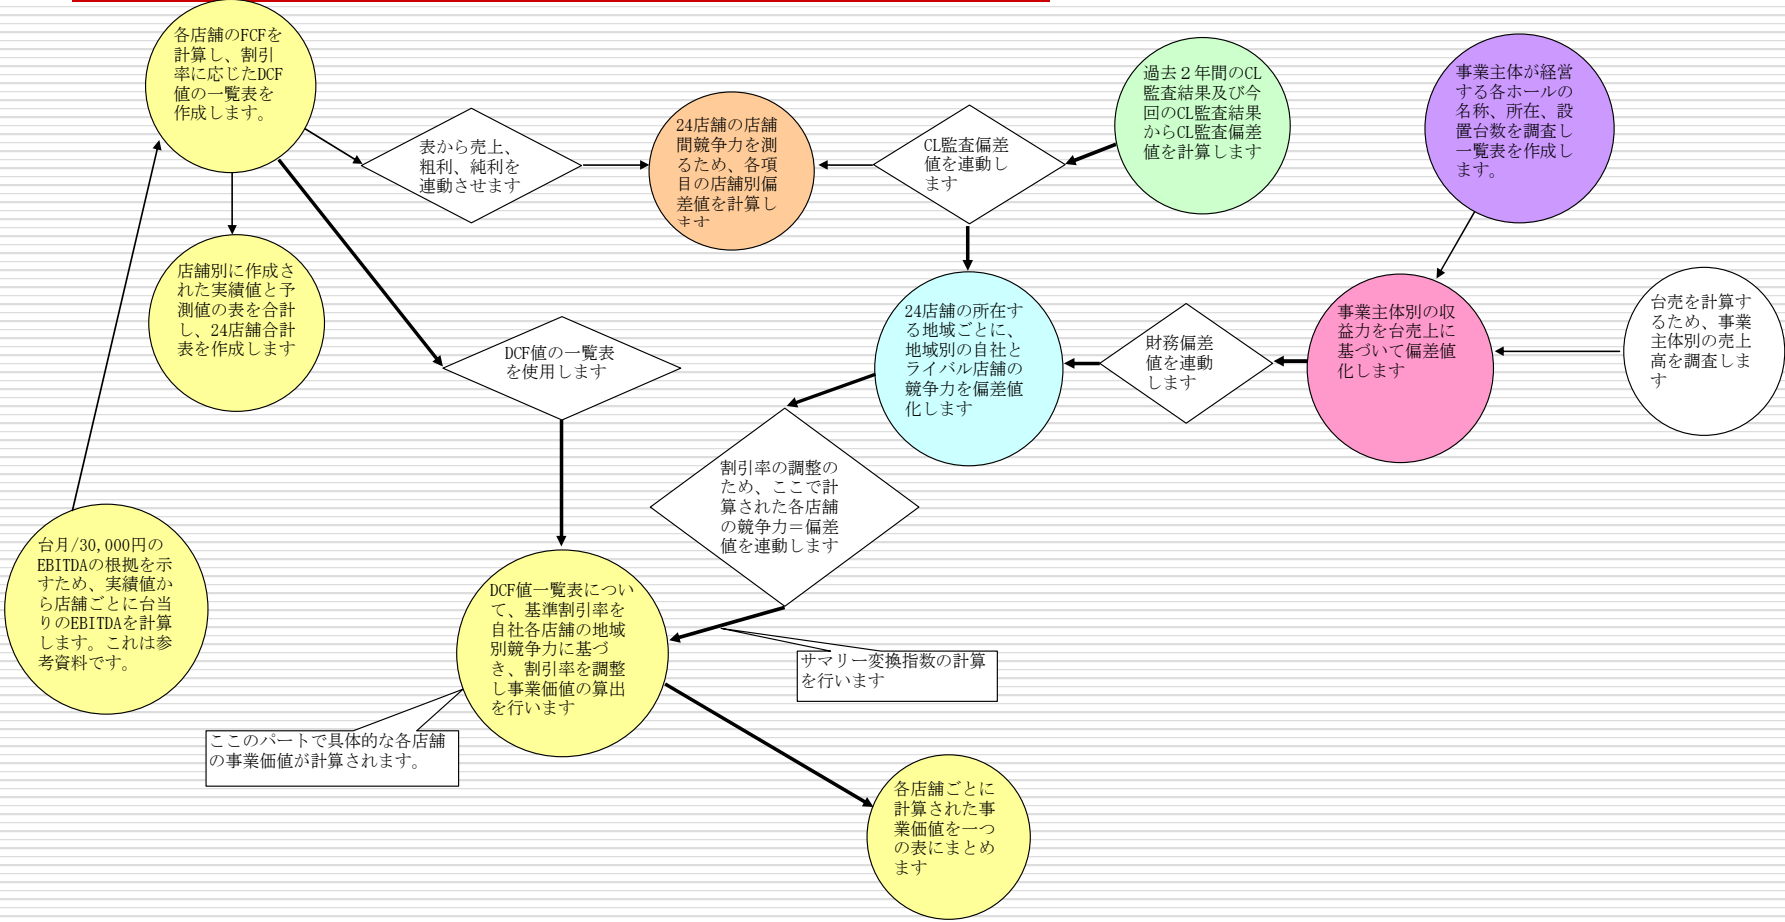 各店舗のFCFを
計算し、割引
率に応じたDCF
値の一覧表を
作成します。
表から売上、
粗利、純利を
連動させます
24店舗の店舗
間競争力を測
るため、各項
目の店舗別偏
差値を計算し
ます
CL監査偏差
値を連動し
ます
過去２年間のCL
監査結果及び今
回のCL監査結果
からCL監査偏差
値を計算します
事業主体が経営
する各ホールの
名称、所在、設
置台数を調査し
一覧表を作成し
ます。
店舗別に作成さ
れた実績値と予
測値の表を合計
し、24店舗合計
表を作成します
DCF値の一覧表
を使用します
24店舗の所在す
る地域ごとに、
地域別の自社と
ライバル店舗の
競争力を偏差値
化します
財務偏差
値を連動
します
事業主体別の収
益力を台売上に
基づいて偏差値
化します
台売を計算す
るため、事業
主体別の売上
高を調査しま
す
割引率の調整の
ため、ここで計
算された各店舗
の競争力＝偏差
値を連動します
台月/30,000円の
EBITDAの根拠を示
すため、実績値か
ら店舗ごとに台当
りのEBITDAを計算
します。これは参
考資料です。
DCF値一覧表につい
て、基準割引率を
自社各店舗の地域
別競争力に基づ
き、割引率を調整
し事業価値の算出
を行います
サマリー変換指数の計算
を行います
ここのパートで具体的な各店舗
の事業価値が計算されます。
各店舗ごとに
計算された事
業価値を一つ
の表にまとめ
ます